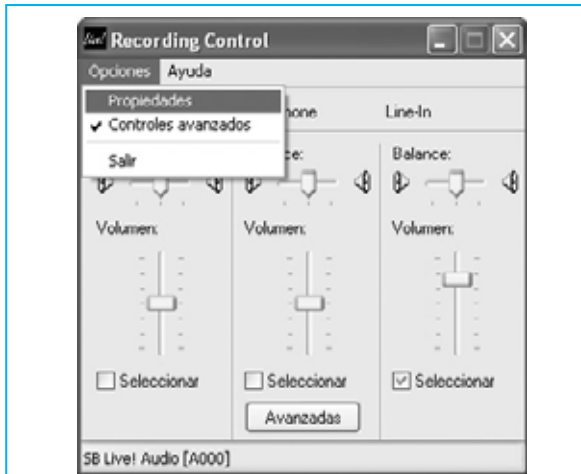 Live! Recording Control
Opciones Ayuda
Propiedades
✓ Controles avanzados
Salir
hone Line-In
ce: Balance:
Volumen: Volumen: Volumen:
Seleccionar Seleccionar Seleccionar
Avanzadas
SB Live! Audio [A000]